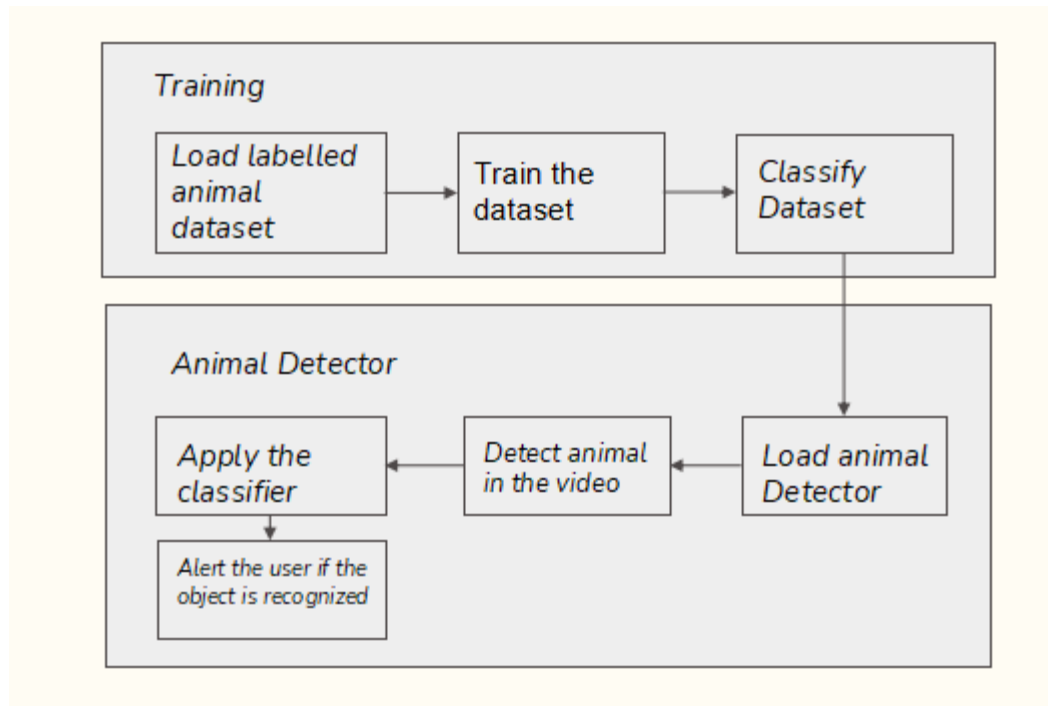 Training
Load labelled
animal
dataset
Train the
dataset
Classify
Dataset
Animal Detector
Apply the
classifier
Detect animal
in the video
Load animal
Detector
Alert the user if the
object is recognized